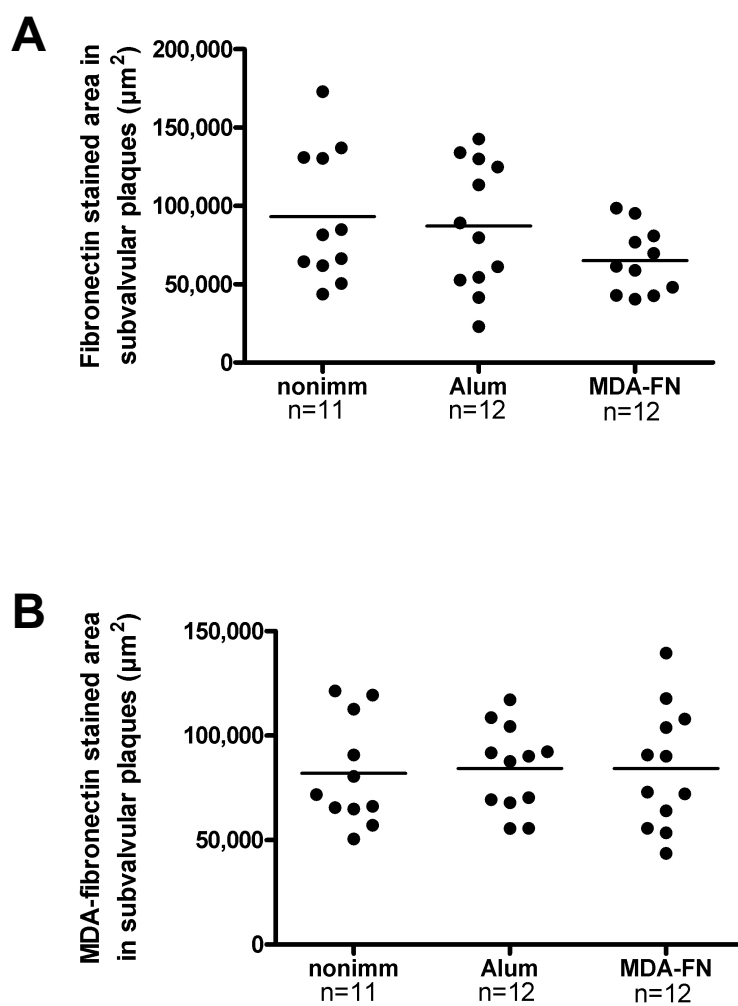 A
Fibronectin stained area in
subvalvular plaques (µm²)
200,000
150,000
100,000
50,000
0
nonimm Alum MDA-FN
n=11 n=12 n=12
B
MDA-fibronectin stained area
in subvalvular plaques (µm²)
150,000
100,000
50,000
0
nonimm Alum MDA-FN
n=11 n=12 n=12